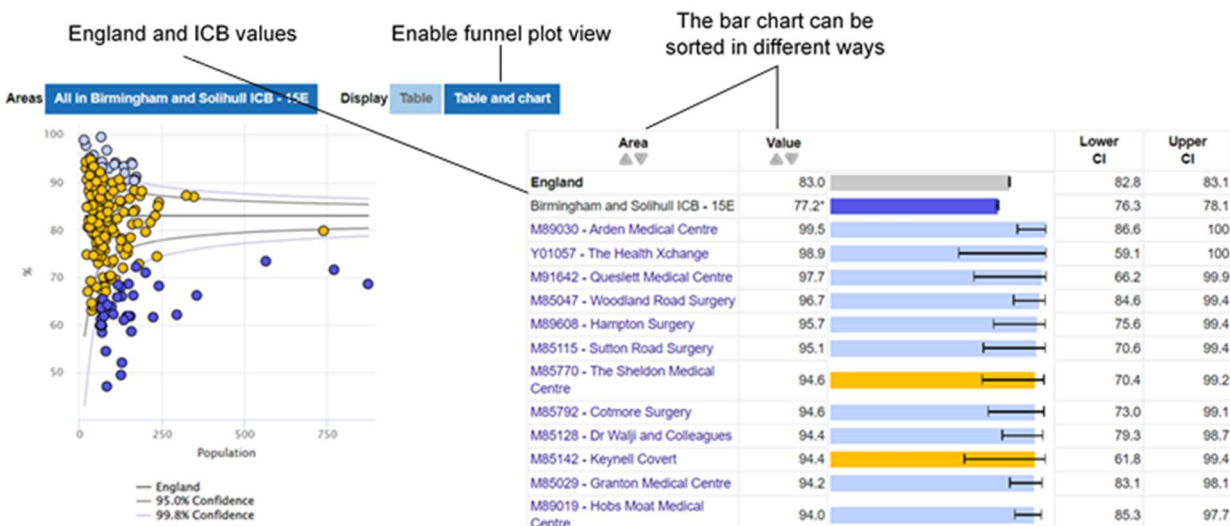 England and ICB values
Enable funnel plot view
The bar chart can be
sorted in different ways
Areas All in Birmingham and Solihull ICB - 15E Display Table Table and chart
100
90
80
70
60
50
%
0 250 500 750
Population
England
95.0% Confidence
99.8% Confidence
Area Value Lower CI Upper CI
England 83.0 82.8 83.1
Birmingham and Solihull ICB - 15E 77.2* 76.3 78.1
M89030 - Arden Medical Centre 99.5 86.6 100
Y01057 - The Health Xchange 98.9 59.1 100
M91642 - Queslett Medical Centre 97.7 66.2 99.9
M85047 - Woodland Road Surgery 96.7 84.6 99.4
M89608 - Hampton Surgery 95.7 75.6 99.4
M85115 - Sutton Road Surgery 95.1 70.6 99.4
M85770 - The Sheldon Medical
Centre 94.6 70.4 99.2
M85792 - Cotmore Surgery 94.6 73.0 99.1
M85128 - Dr Walji and Colleagues 94.4 79.3 98.7
M85142 - Keynell Covert 94.4 61.8 99.4
M85029 - Granton Medical Centre 94.2 83.1 98.1
M89019 - Hobs Moat Medical
Centre 94.0 85.3 97.7